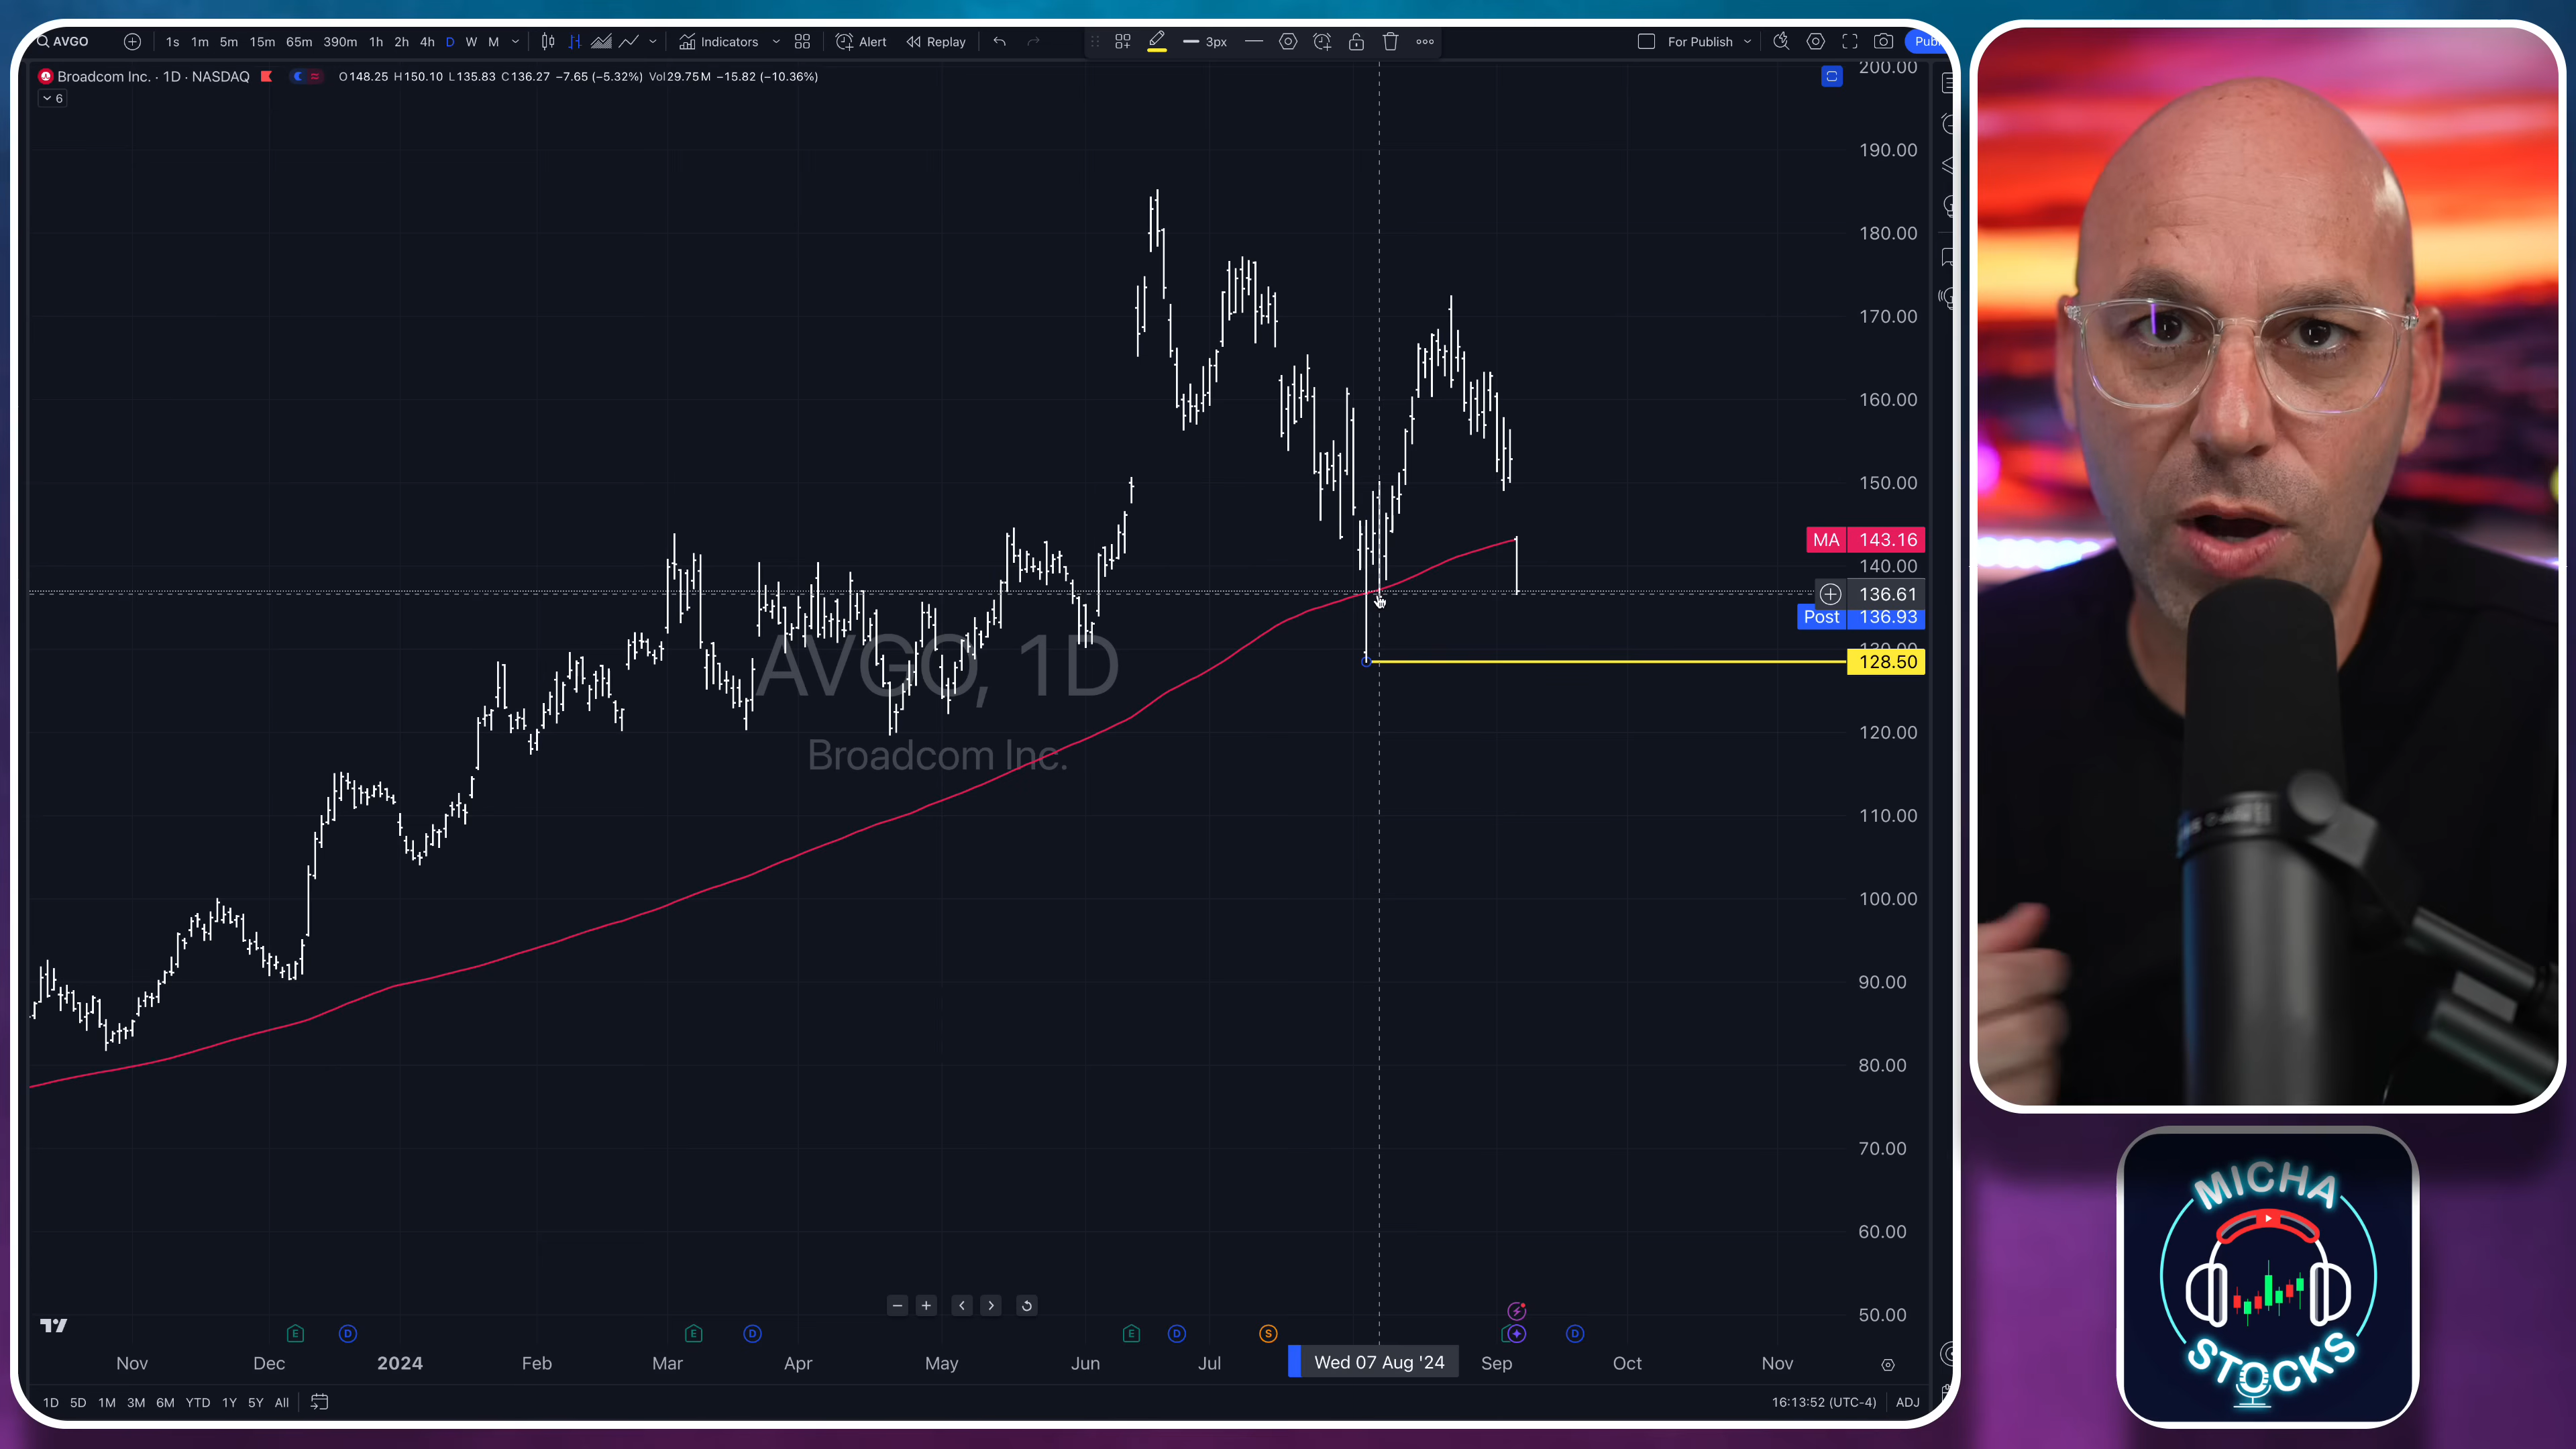 AVGO 1s 1m 5m 15m 65m 390m 1h 2h 4h D W M Indicators Alert Replay 3px For Publish
Broadcom Inc. · 1D · NASDAQ O148.25 H150.10 L135.83 C136.27 −7.65 (−5.32%) Vol29.75M −15.82 (−10.36%)
6
200.00
190.00
180.00
170.00
160.00
150.00
MA 143.16
140.00
136.61
Post 136.93
128.50
120.00
110.00
100.00
90.00
80.00
70.00
60.00
50.00
AVGO, 1D
Broadcom Inc.
E D E D E D S D
Nov Dec 2024 Feb Mar Apr May Jun Jul Wed 07 Aug '24 Sep Oct Nov
1D 5D 1M 3M 6M YTD 1Y 5Y All 16:13:52 (UTC-4) ADJ
MICHA
STOCKS